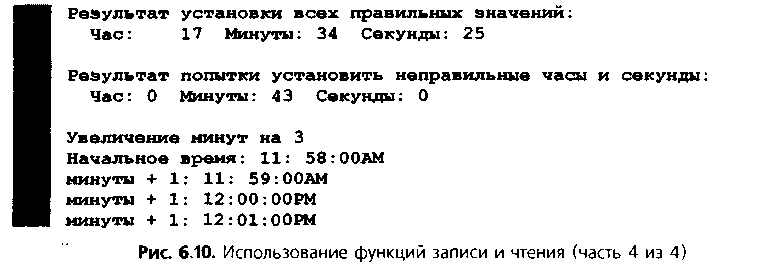 Результат установки всех правильных значений:
Час: 17 Минуты: 34 Секунды: 25
Результат попытки установить неправильные часы и секунды:
Час: 0 Минуты: 43 Секунды: 0
Увеличение минут на 3
Начальное время: 11: 58:00AM
минуты + 1: 11: 59:00AM
минуты + 1: 12:00:00PM
минуты + 1: 12:01:00PM
Рис. 6.10. Использование функций записи и чтения (часть 4 из 4)